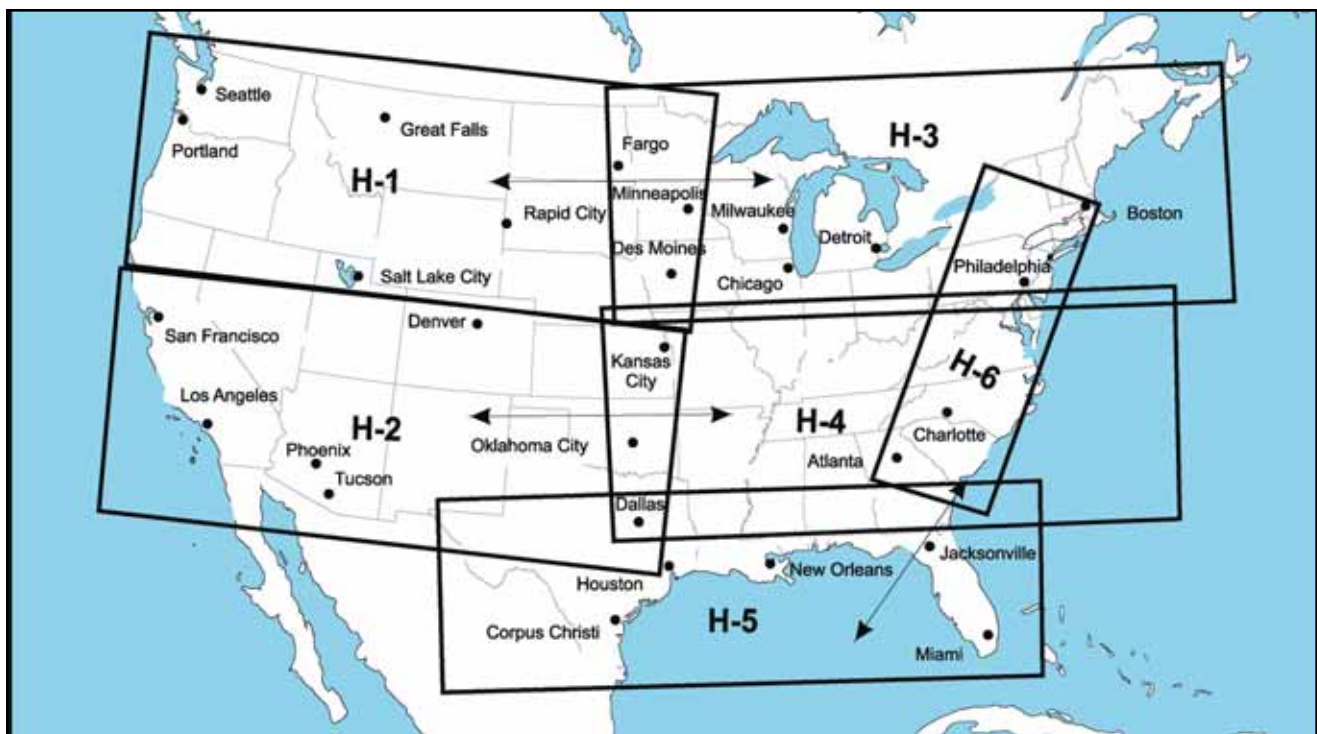 Seattle
Great Falls
Portland
H-1
Fargo
H-3
Minneapolis
Rapid City
Milwaukee
Boston
Des Moines
Detroit
Salt Lake City
Chicago
Philadelphia
San Francisco
Denver
Kansas
City
H-6
Los Angeles
H-2
H-4
Oklahoma City
Charlotte
Phoenix
Atlanta
Tucson
Dallas
Houston
New Orleans
Jacksonville
Corpus Christi
H-5
Miami